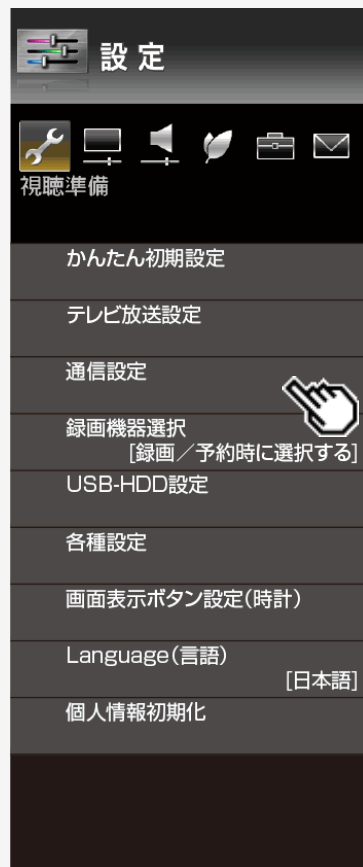 設定
視聴準備
かんたん初期設定
テレビ放送設定
通信設定
録画機器選択
[録画／予約時に選択する]
USB-HDD設定
各種設定
画面表示ボタン設定(時計)
Language(言語)
[日本語]
個人情報初期化